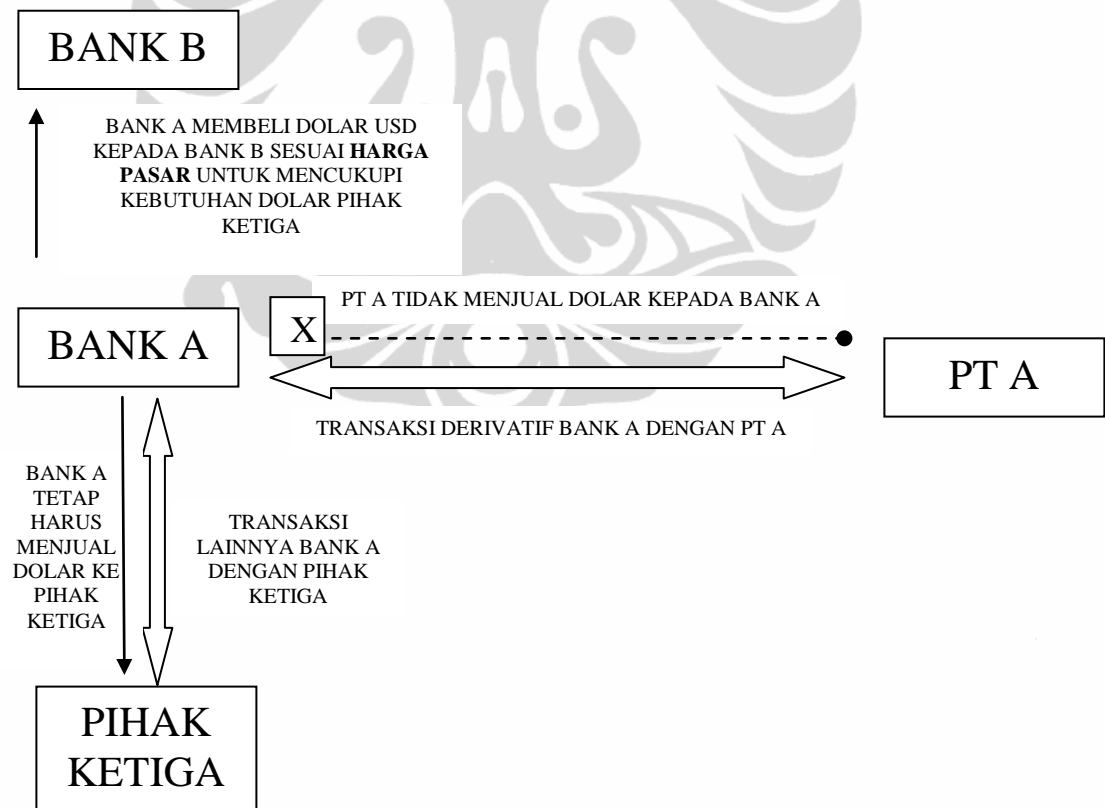 BANK B
BANK A MEMBELI DOLAR USD
KEPADA BANK B SESUAI HARGA
PASAR UNTUK MENCUKUPI
KEBUTUHAN DOLAR PIHAK
KETIGA
PT A TIDAK MENJUAL DOLAR KEPADA BANK A
X
BANK A
PT A
TRANSAKSI DERIVATIF BANK A DENGAN PT A
BANK A
TETAP
HARUS
MENJUAL
DOLAR KE
PIHAK
KETIGA
TRANSAKSI
LAINNYA BANK A
DENGAN PIHAK
KETIGA
PIHAK
KETIGA